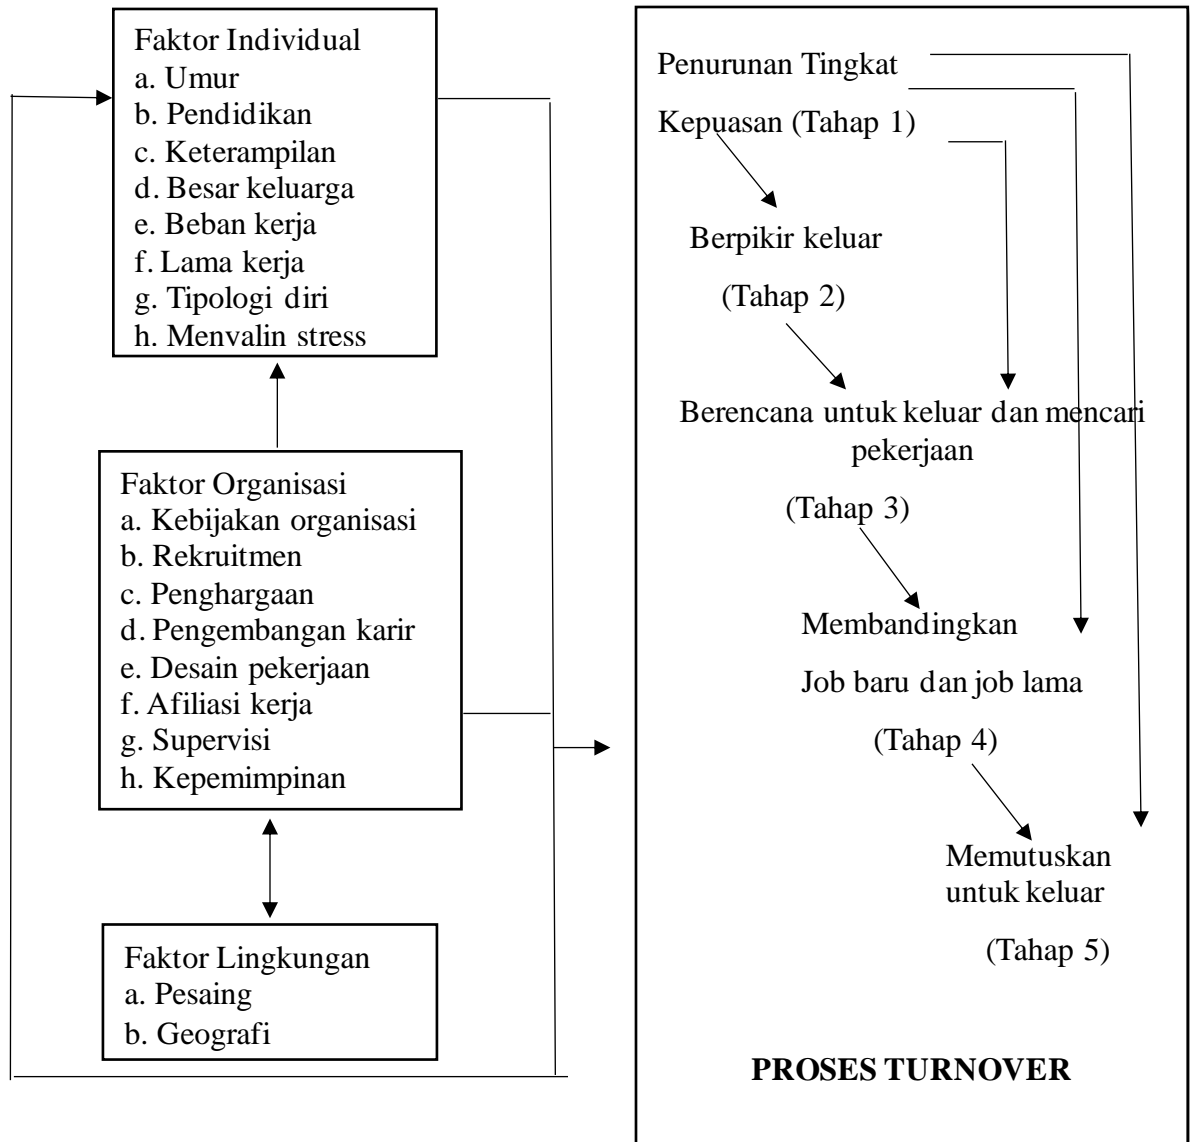 Faktor Individual
a. Umur
b. Pendidikan
c. Keterampilan
d. Besar keluarga
e. Beban kerja
f. Lama kerja
g. Tipologi diri
h. Menvalin stress
Faktor Organisasi
a. Kebijakan organisasi
b. Rekruitmen
c. Penghargaan
d. Pengembangan karir
e. Desain pekerjaan
f. Afiliasi kerja
g. Supervisi
h. Kepemimpinan
Faktor Lingkungan
a. Pesaing
b. Geografi
Penurunan Tingkat
Kepuasan (Tahap 1)
Berpikir keluar
(Tahap 2)
Berencana untuk keluar dan mencari
pekerjaan
(Tahap 3)
Membandingkan
Job baru dan job lama
(Tahap 4)
Memutuskan
untuk keluar
(Tahap 5)
PROSES TURNOVER